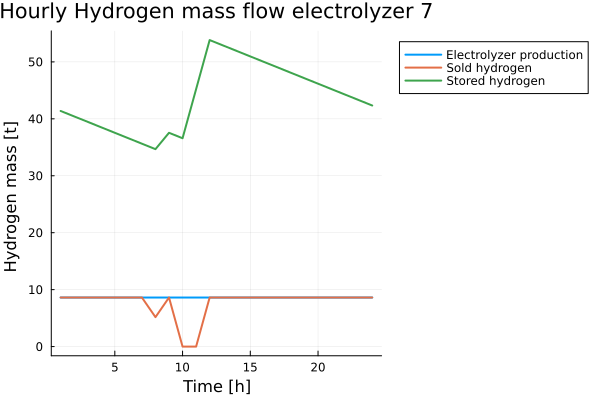 Hourly Hydrogen mass flow electrolyzer 7
Electrolyzer production
Sold hydrogen
Stored hydrogen
Hydrogen mass [t]
50
40
30
20
10
0
5
10
15
20
Time [h]